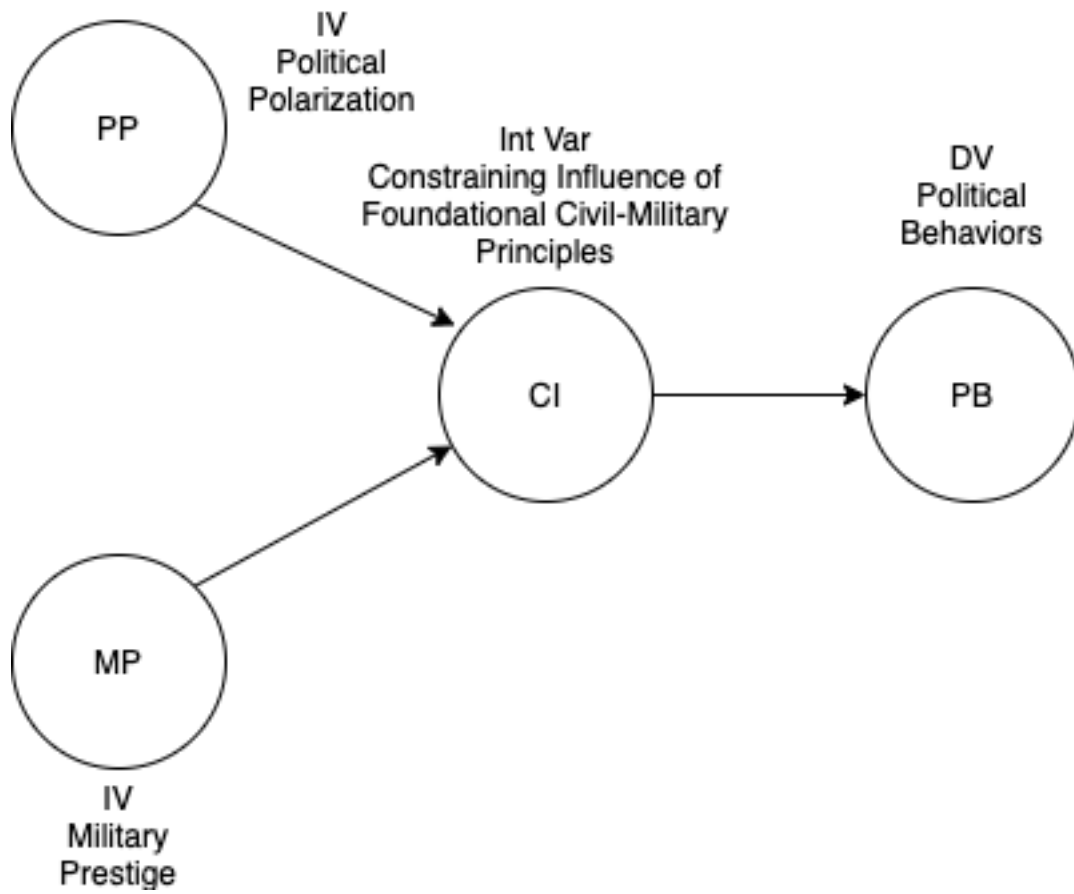 IV
Political
Polarization
PP
Int Var
Constraining Influence of
Foundational Civil-Military
Principles
CI
DV
Political
Behaviors
PB
MP
IV
Military
Prestige